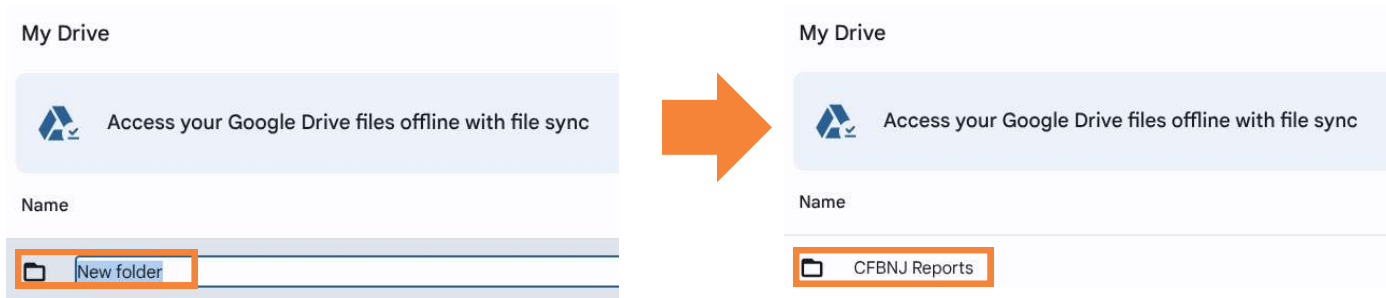 My Drive
Access your Google Drive files offline with file sync
Name
New folder
My Drive
Access your Google Drive files offline with file sync
Name
CFBNJ Reports